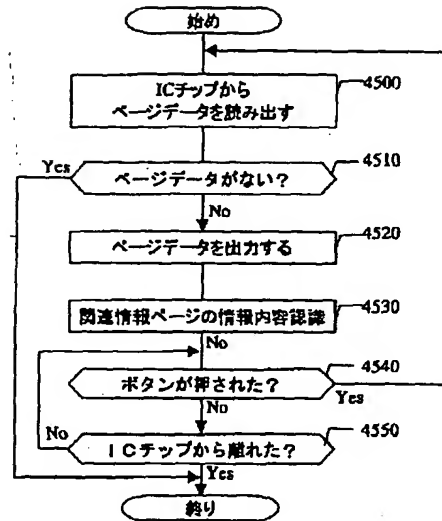 始め
ICチップから
ページデータを読み出す
4500
Yes
ページデータがない?
4510
No
ページデータを出力する
4520
関連情報ページの情報内容認識
4530
No
ボタンが押された?
4540
Yes
No
No
ICチップから離れた?
4550
Yes
終り